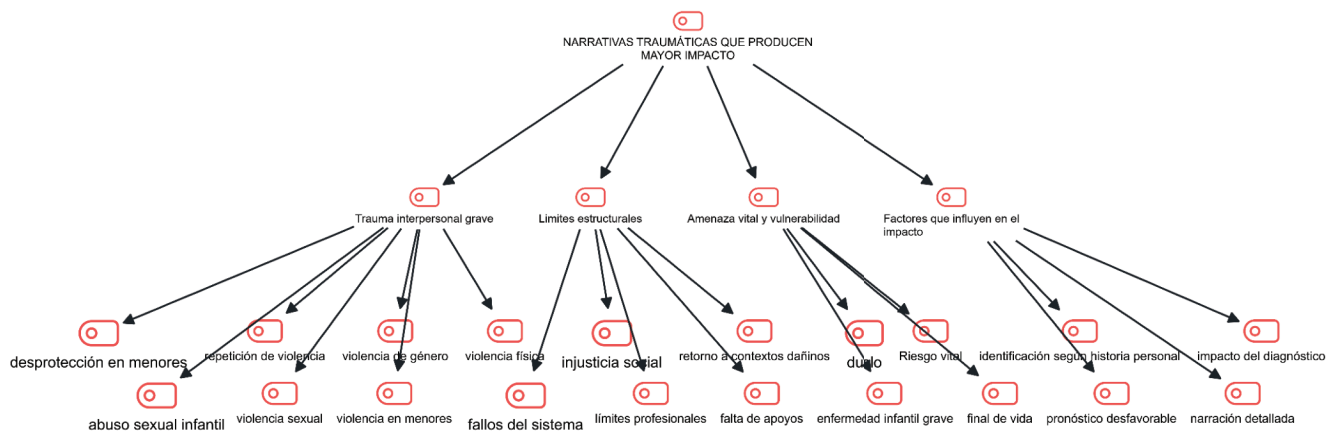 NARRATIVAS TRAUMÁTICAS QUE PRODUCEN
MAYOR IMPACTO
Trauma interpersonal grave
Límites estructurales
Amenaza vital y vulnerabilidad
Factores que influyen en el
impacto
desprotección en menores
repetición de violencia
violencia de género
violencia física
injusticia social
retorno a contextos dañinos
duelo
Riesgo vital
identificación según historia personal
impacto del diagnóstico
abuso sexual infantil
violencia sexual
violencia en menores
fallos del sistema
límites profesionales
falta de apoyos
enfermedad infantil grave
final de vida
pronóstico desfavorable
narración detallada